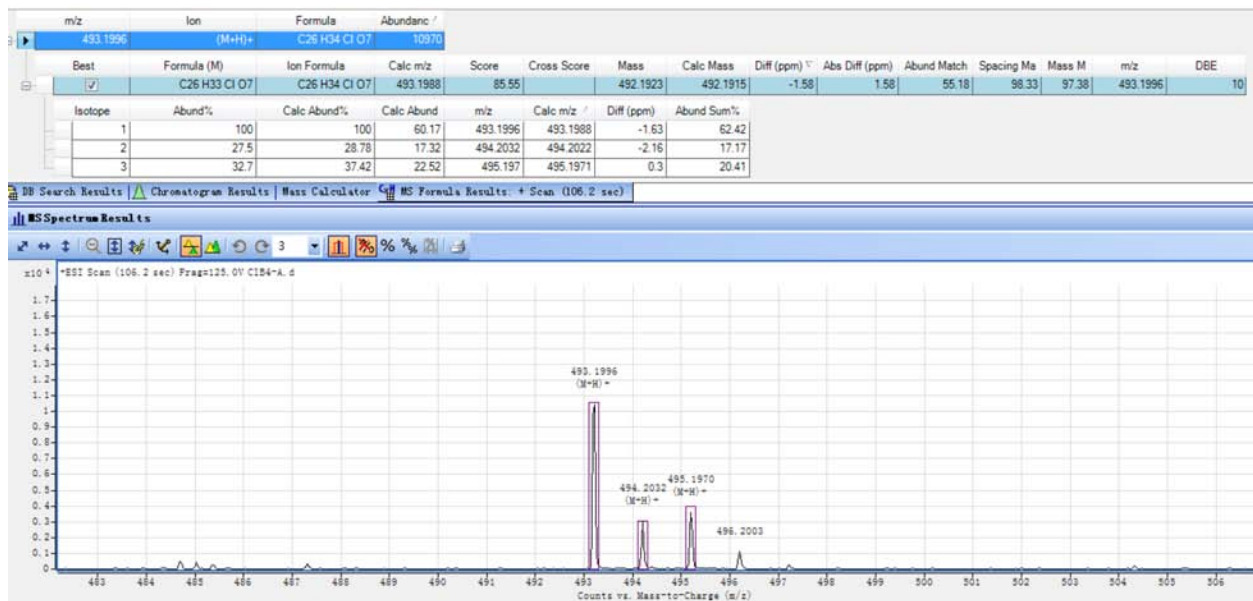 m/z Ion Formula Abundanc
493.1996 (M+H)+ C26 H34 Cl O7 10970
Best Formula (M) Ion Formula Calc m/z Score Cross Score Mass Calc Mass Diff (ppm) Abs Diff (ppm) Abund Match Spacing Ma Mass M m/z DBE
C26 H33 Cl O7 C26 H34 Cl O7 493.1988 85.55 492.1923 492.1915 -1.58 1.58 55.18 98.33 97.38 493.1996 10
Isotope Abund% Calc Abund% Calc Abund m/z Calc m/z Diff (ppm) Abund Sum%
1 100 100 60.17 493.1996 493.1988 -1.63 62.42
2 27.5 28.78 17.32 494.2032 494.2022 -2.16 17.17
3 32.7 37.42 22.52 495.197 495.1971 0.3 20.41
DB Search Results Chromatogram Results Mass Calculator MS Formula Results: + Scan (106.2 sec)
MS Spectrum Results
3 % %
x10 4 +ESI Scan (106.2 sec) Frag=125.0V C1B4-A.d
1.7
1.6
1.5
1.4
1.3
1.2
1.1
1
0.9
0.8
0.7
0.6
0.5
0.4
0.3
0.2
0.1
0
493.1996
(M+H)+
494.2032
(M+H)+
495.1970
(M+H)+
496.2003
483 484 485 486 487 488 489 490 491 492 493 494 495 496 497 498 499 500 501 502 503 504 505 506
Counts vs. Mass-to-Charge (m/z)